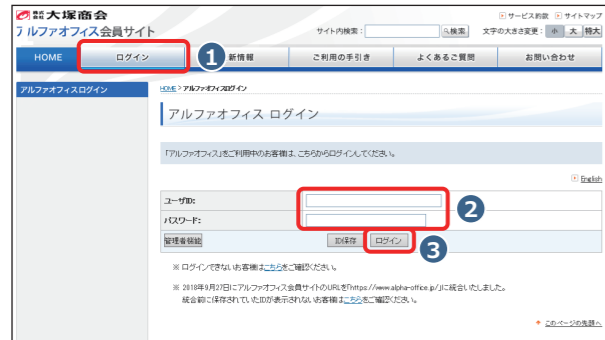 株式会社 大塚商会
サービス約款 サイトマップ
アルファオフィス会員サイト
サイト内検索： 検索 文字の大きさ変更： 小 大 特大
HOME ログイン 1 新情報 ご利用の手引き よくあるご質問 お問い合わせ
アルファオフィスログイン
HOME > アルファオフィスログイン
アルファオフィス ログイン
「アルファオフィス」をご利用中のお客様は、こちらからログインしてください。
English
ユーザID:
2
パスワード:
管理者機能 ID保存 ログイン
3
※ ログインできないお客様はこちらをご確認ください。
※ 2018年9月27日にアルファオフィス会員サイトのURLを「https://www.alpha-office.jp/」に統合いたしました。
統合前に保存されていたIDが表示されないお客様はこちらをご確認ください。
このページの先頭へ